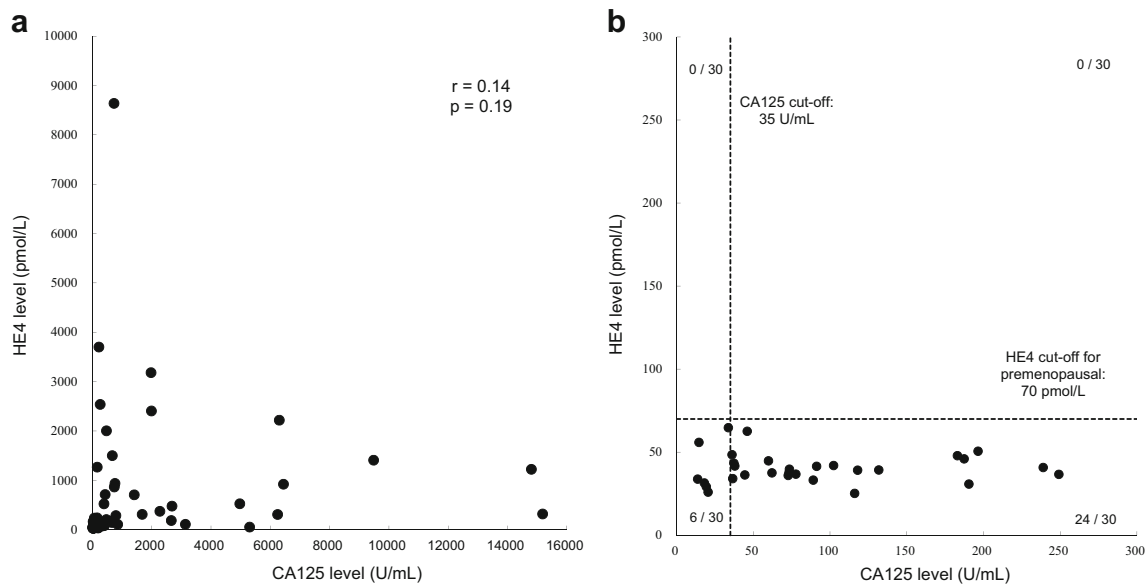 a
10000
9000
8000
7000
6000
5000
4000
3000
2000
1000
0
HE4 level (pmol/L)
r = 0.14
p = 0.19
0
2000
4000
6000
8000
10000
12000
14000
16000
CA125 level (U/mL)
b
300
250
200
150
100
50
0
HE4 level (pmol/L)
0 / 30
0 / 30
CA125 cut-off:
35 U/mL
HE4 cut-off for
premenopausal:
70 pmol/L
6 / 30
24 / 30
0
50
100
150
200
250
300
CA125 level (U/mL)